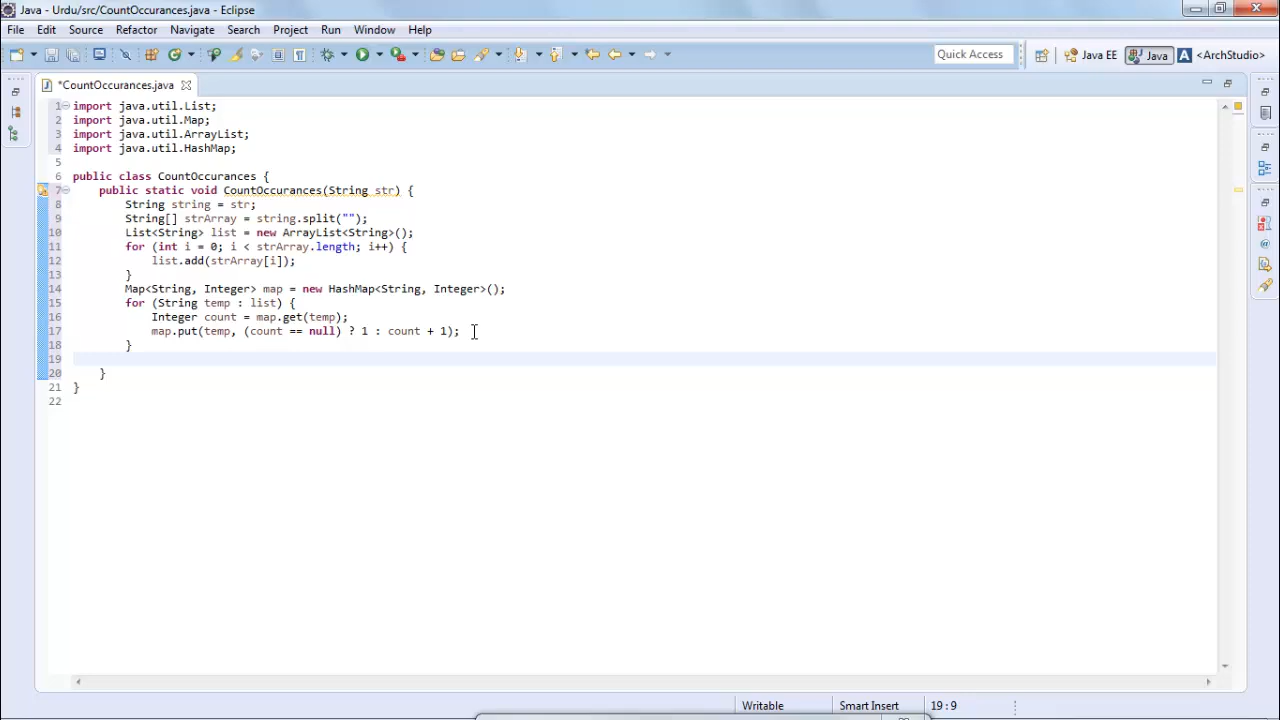 Java - Urdu/src/CountOccurances.java - Eclipse
File Edit Source Refactor Navigate Search Project Run Window Help
Quick Access Java EE Java <ArchStudio>
*CountOccurances.java
1 import java.util.List;
2 import java.util.Map;
3 import java.util.ArrayList;
4 import java.util.HashMap;
5
6 public class CountOccurances {
7 public static void CountOccurances(String str) {
8 String string = str;
9 String[] strArray = string.split("");
10 List<String> list = new ArrayList<String>();
11 for (int i = 0; i < strArray.length; i++) {
12 list.add(strArray[i]);
13 }
14 Map<String, Integer> map = new HashMap<String, Integer>();
15 for (String temp : list) {
16 Integer count = map.get(temp);
17 map.put(temp, (count == null) ? 1 : count + 1);
18 }
19
20 }
21 }
22
Writable Smart Insert 19 : 9